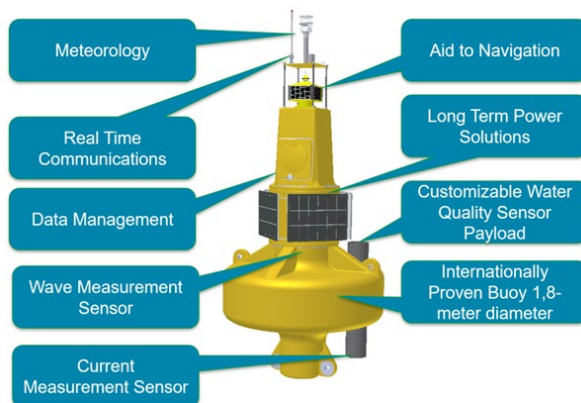 Meteorology
Real Time
Communications
Data Management
Wave Measurement
Sensor
Current
Measurement Sensor
Aid to Navigation
Long Term Power
Solutions
Customizable Water
Quality Sensor
Payload
Internationally
Proven Buoy 1,8-
meter diameter